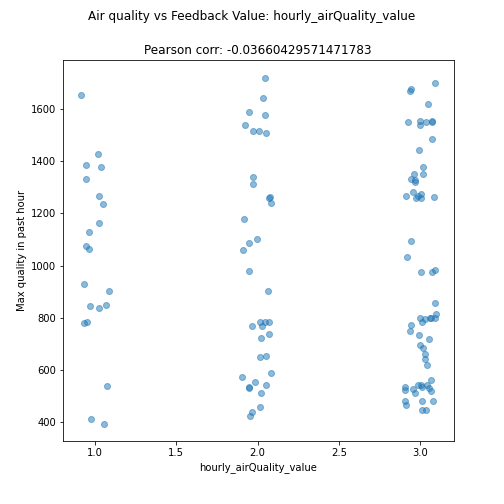 Air quality vs Feedback Value: hourly_airQuality_value
Pearson corr: -0.03660429571471783
Max quality in past hour
1600
1400
1200
1000
800
600
400
1.0 1.5 2.0 2.5 3.0
hourly_airQuality_value